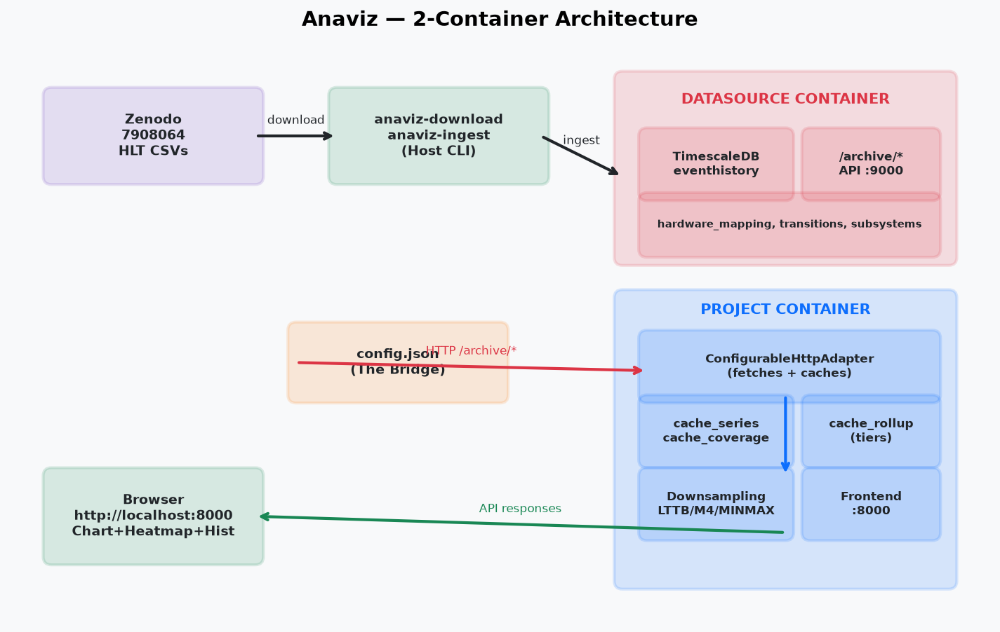 Anaviz — 2-Container Architecture
Zenodo
7908064
HLT CSVs
download
anaviz-download
anaviz-ingest
(Host CLI)
ingest
DATASOURCE CONTAINER
TimescaleDB
eventhistory
/archive/*
API :9000
hardware_mapping, transitions, subsystems
config.json
(The Bridge)
HTTP /archive/*
PROJECT CONTAINER
ConfigurableHttpAdapter
(fetches + caches)
cache_series
cache_coverage
cache_rollup
(tiers)
Downsampling
LTTB/M4/MINMAX
Frontend
:8000
API responses
Browser
http://localhost:8000
Chart+Heatmap+Hist